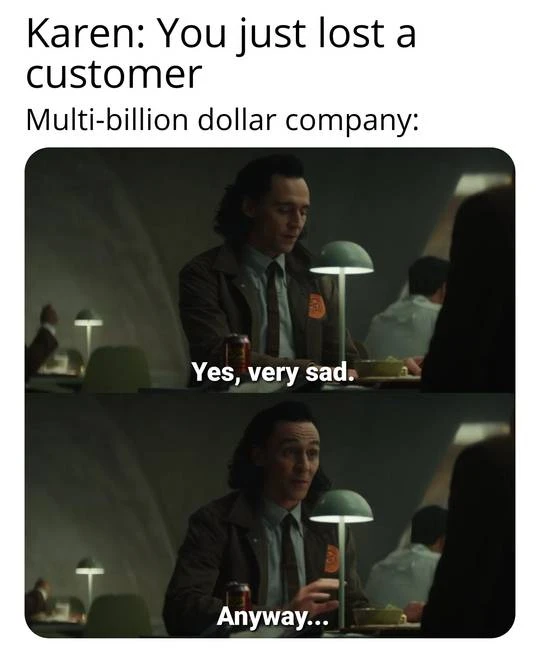 Karen: You just lost a
customer
Multi-billion dollar company:
Yes, very sad.
Anyway...